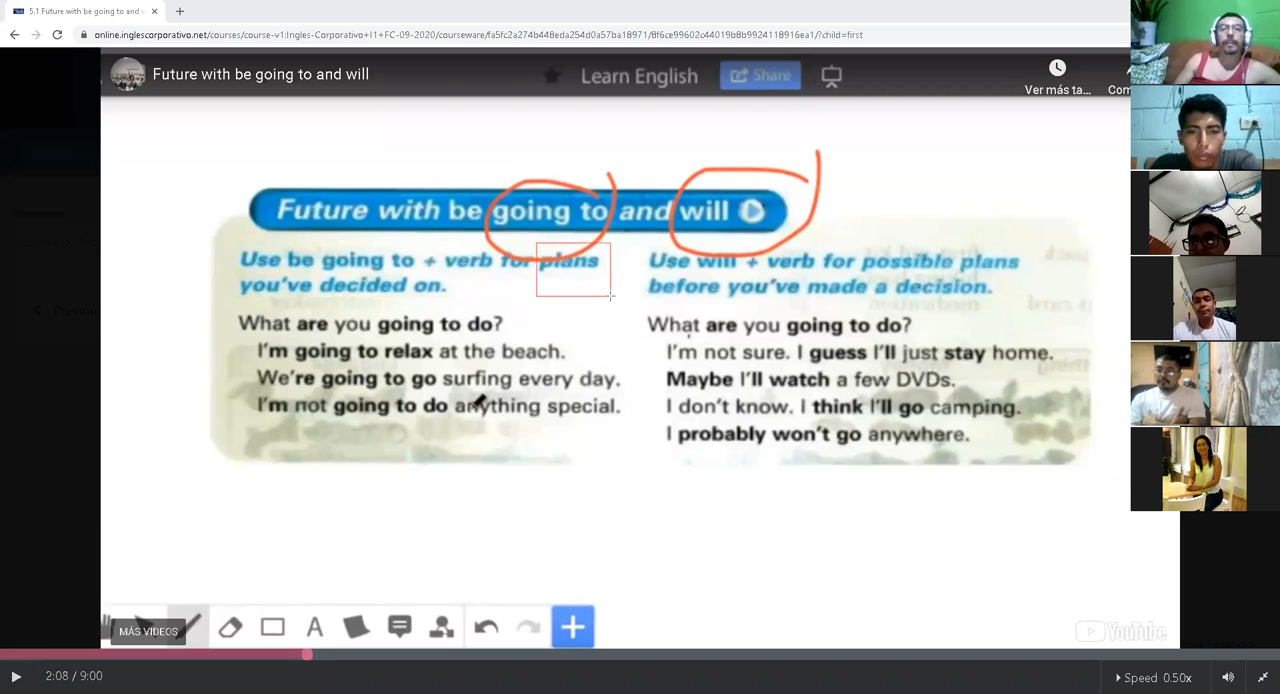 5.1 Future with be going to and
online.inglescorporativo.net/courses/course-v1:Ingles-Corporativo+I1+FC-09-2020/courseware/fa5fc2a274b448eda254d0a57ba18971/8f6ce99602c44019b8b9924118916ea1/?child=first
Future with be going to and will
Learn English
Share
Ver más ta...
Com
Future with be going to and will
Use be going to + verb for plans
you've decided on.
What are you going to do?
I'm going to relax at the beach.
We're going to go surfing every day.
I'm not going to do anything special.
Use will + verb for possible plans
before you've made a decision.
What are you going to do?
I'm not sure. I guess I'll just stay home.
Maybe I'll watch a few DVDs.
I don't know. I think I'll go camping.
I probably won't go anywhere.
Previou
A
MÁS VÍDEOS
YouTube
2:08 / 9:00
Speed 0.50x